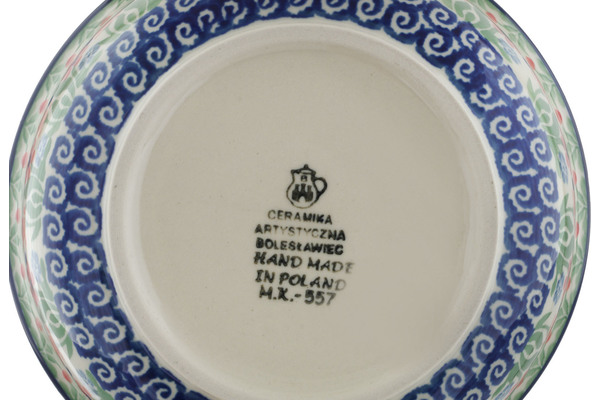 CERAMIKA
ARTYSTYCZNA
BOLESŁAWIEC
HAND MADE
IN POLAND
M.K.-557